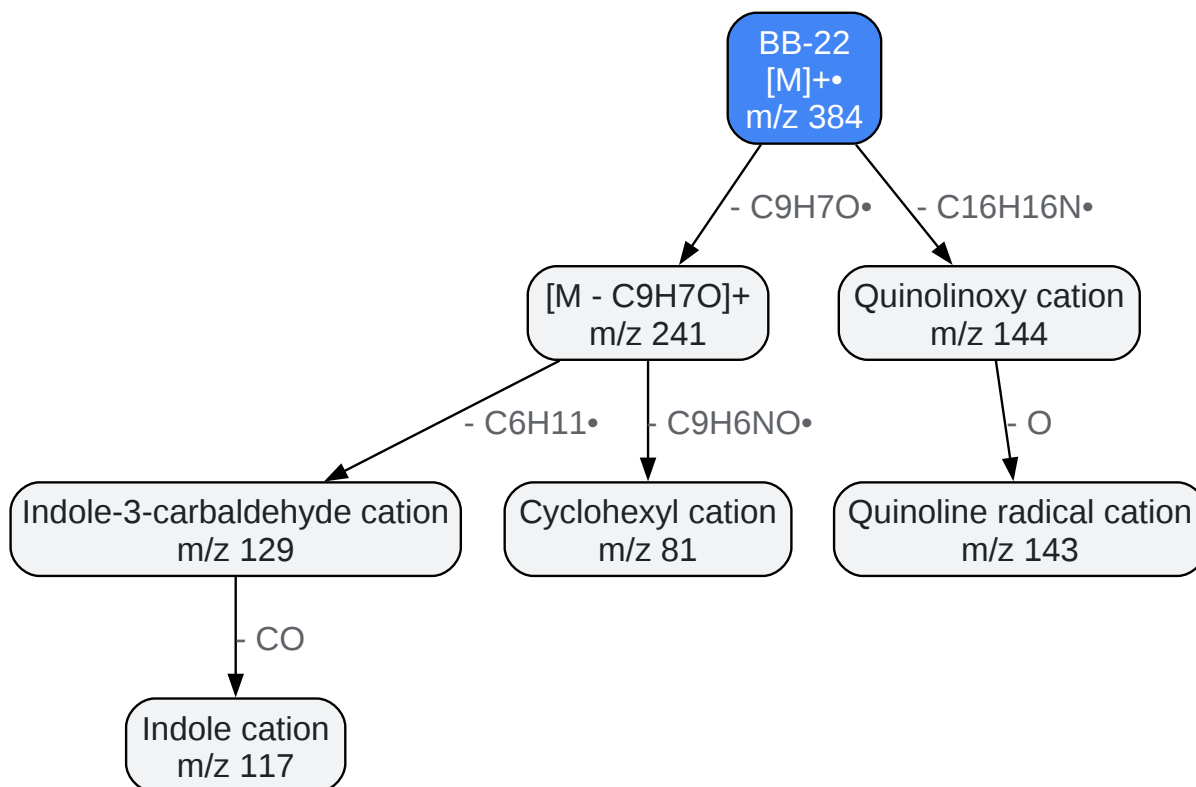 BB-22
[M]+•
m/z 384
- C9H7O•
- C16H16N•
[M - C9H7O]+
m/z 241
Quinolinoxy cation
m/z 144
- C6H11•
- C9H6NO•
- O
Indole-3-carbaldehyde cation
m/z 129
Cyclohexyl cation
m/z 81
Quinoline radical cation
m/z 143
- CO
Indole cation
m/z 117